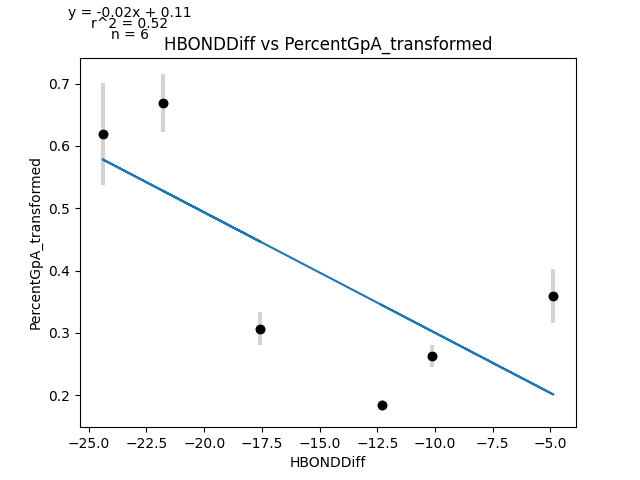 y = -0.02x + 0.11
r^2 = 0.52
n = 6
HBONDDiff vs PercentGpA_transformed
PercentGpA_transformed
0.7
0.6
0.5
0.4
0.3
0.2
−25.0 −22.5 −20.0 −17.5 −15.0 −12.5 −10.0 −7.5 −5.0
HBONDDiff